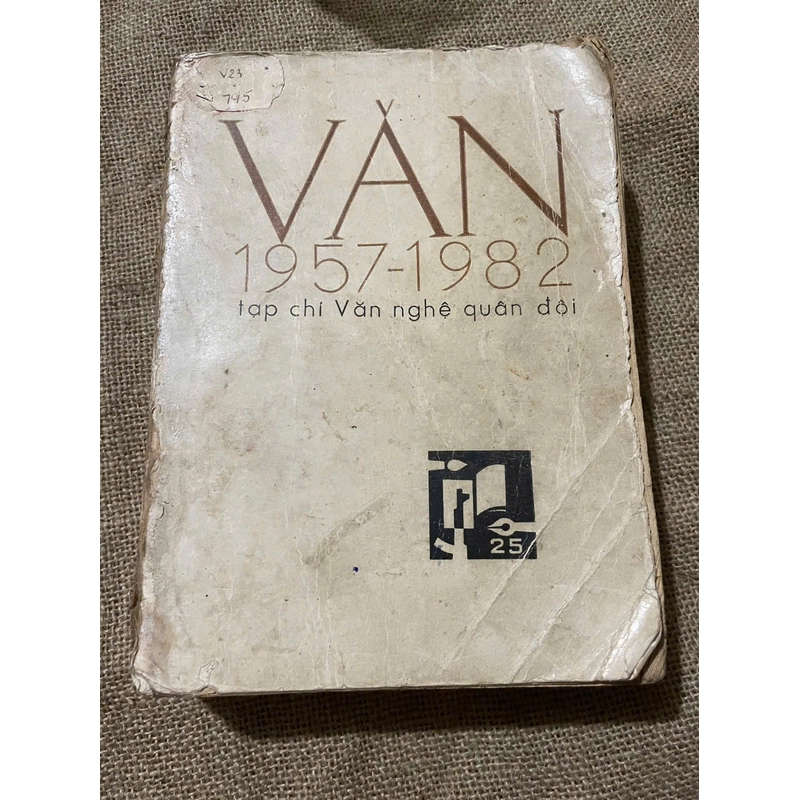 V23
795
VĂN
1957-1982
tạp chí Văn nghệ quân đội
25